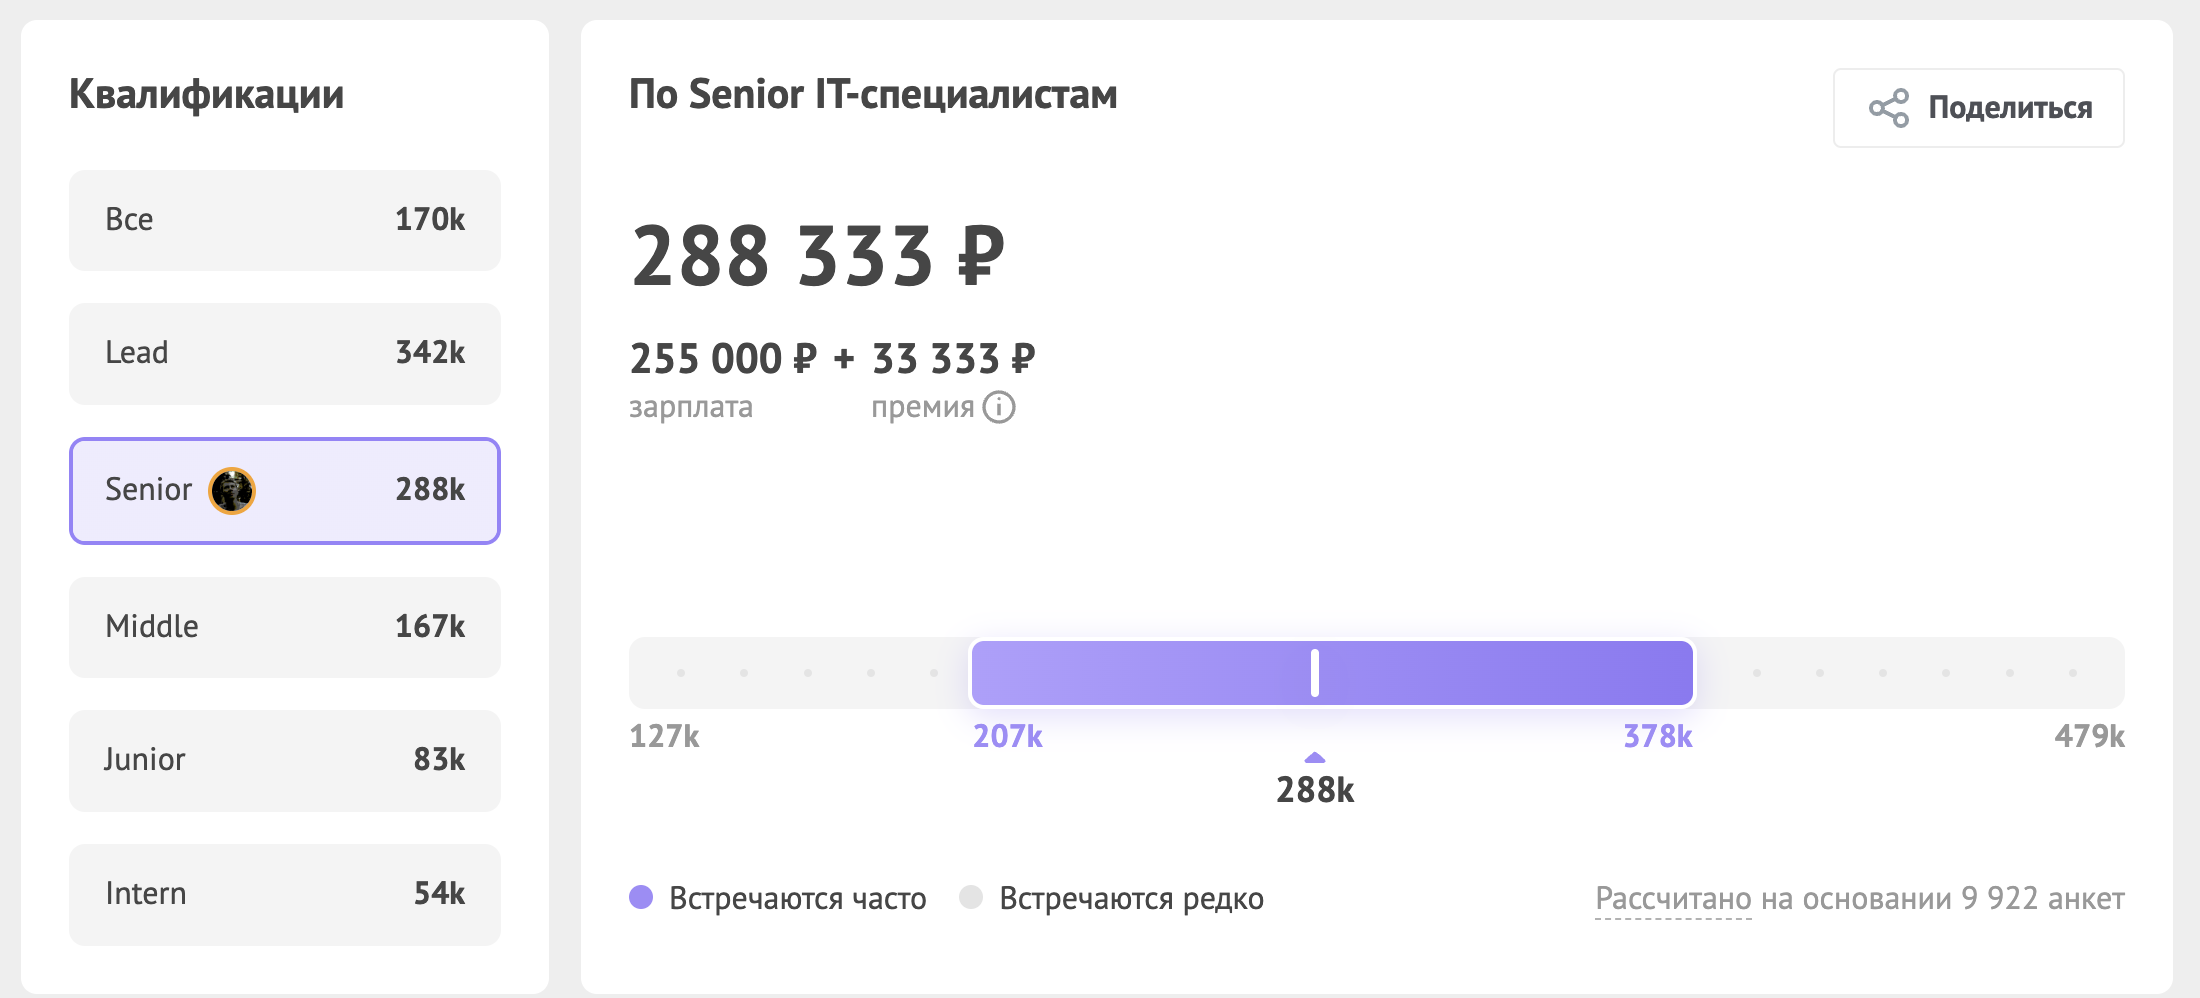 Квалификации
Все 170k
Lead 342k
Senior 288k
Middle 167k
Junior 83k
Intern 54k
По Senior IT-специалистам
Поделиться
288 333 ₽
255 000 ₽ + 33 333 ₽
зарплата премия
127k 207k 378k 479k
288k
Встречаются часто Встречаются редко
Рассчитано на основании 9 922 анкет